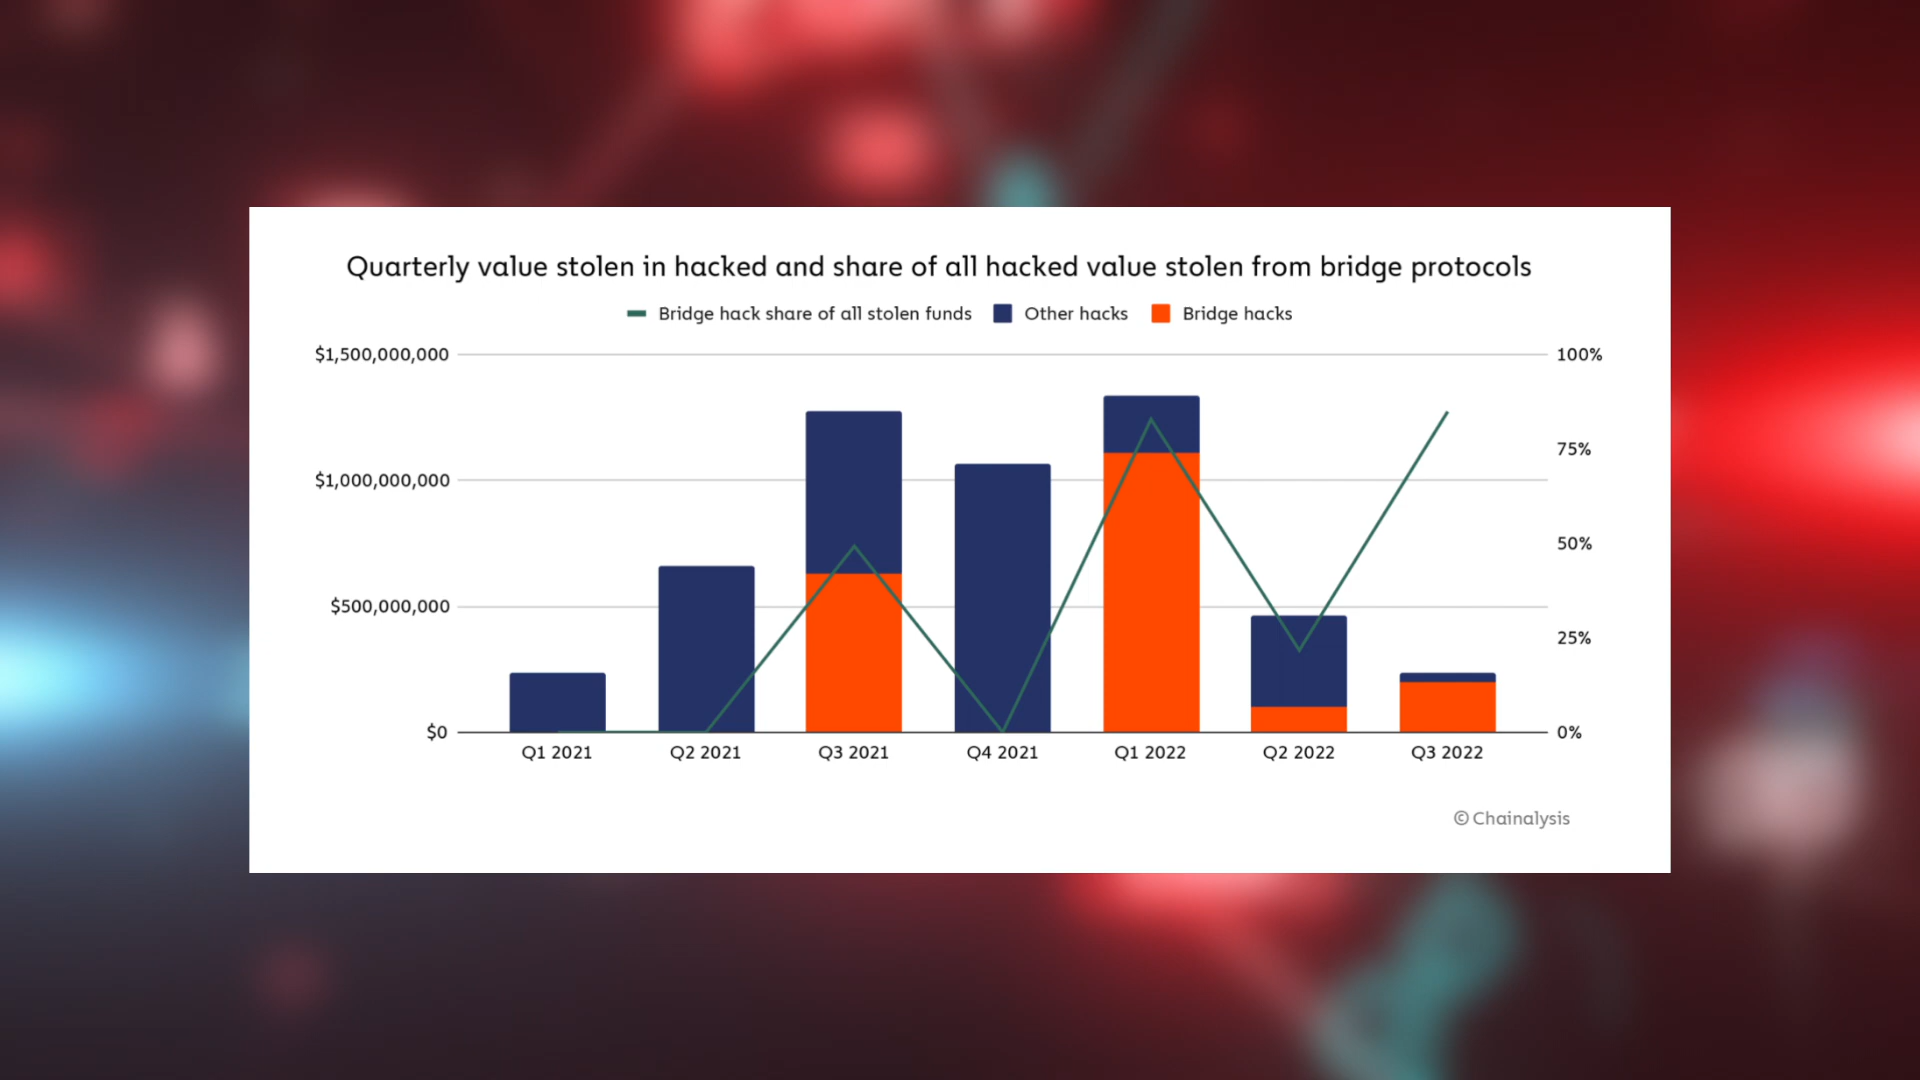 Quarterly value stolen in hacked and share of all hacked value stolen from bridge protocols
Bridge hack share of all stolen funds Other hacks Bridge hacks
$1,500,000,000 100%
75%
$1,000,000,000
50%
$500,000,000
25%
$0 0%
Q1 2021 Q2 2021 Q3 2021 Q4 2021 Q1 2022 Q2 2022 Q3 2022
© Chainalysis